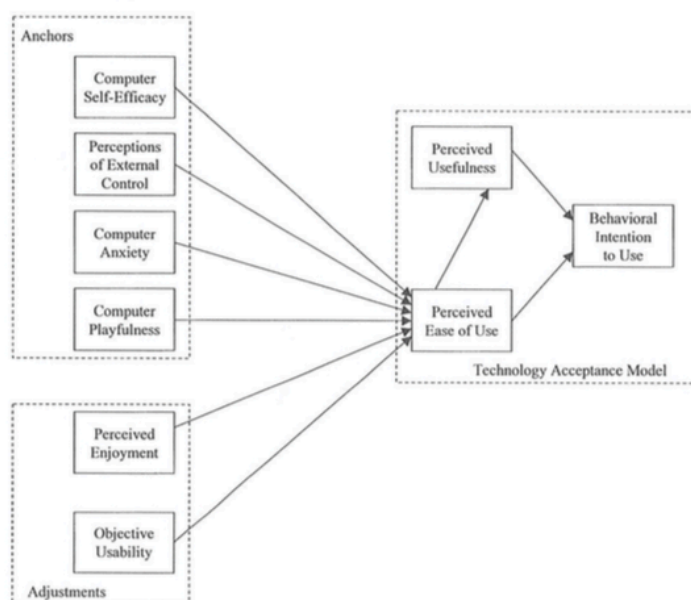 Anchors
Computer
Self-Efficacy
Perceptions
of External
Control
Computer
Anxiety
Computer
Playfulness
Perceived
Usefulness
Behavioral
Intention
to Use
Perceived
Ease of Use
Technology Acceptance Model
Perceived
Enjoyment
Objective
Usability
Adjustments